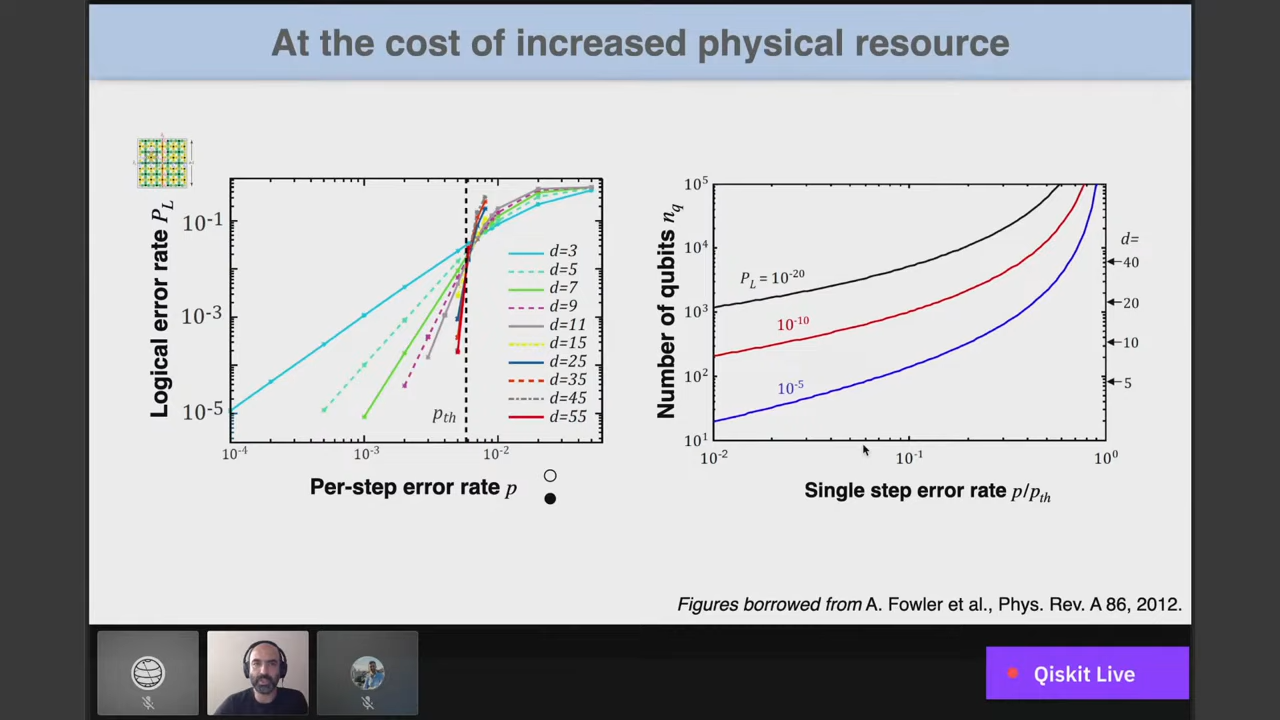 At the cost of increased physical resource
Logical error rate P_L
10^-1
10^-3
10^-5
10^-4
10^-3
10^-2
p_th
d=3
d=5
d=7
d=9
d=11
d=15
d=25
d=35
d=45
d=55
Per-step error rate p
Number of qubits n_q
10^5
10^4
10^3
10^2
10^1
P_L = 10^-20
10^-10
10^-5
d=
40
20
10
5
10^-2
10^-1
10^0
Single step error rate p/p_th
Figures borrowed from A. Fowler et al., Phys. Rev. A 86, 2012.
Qiskit Live